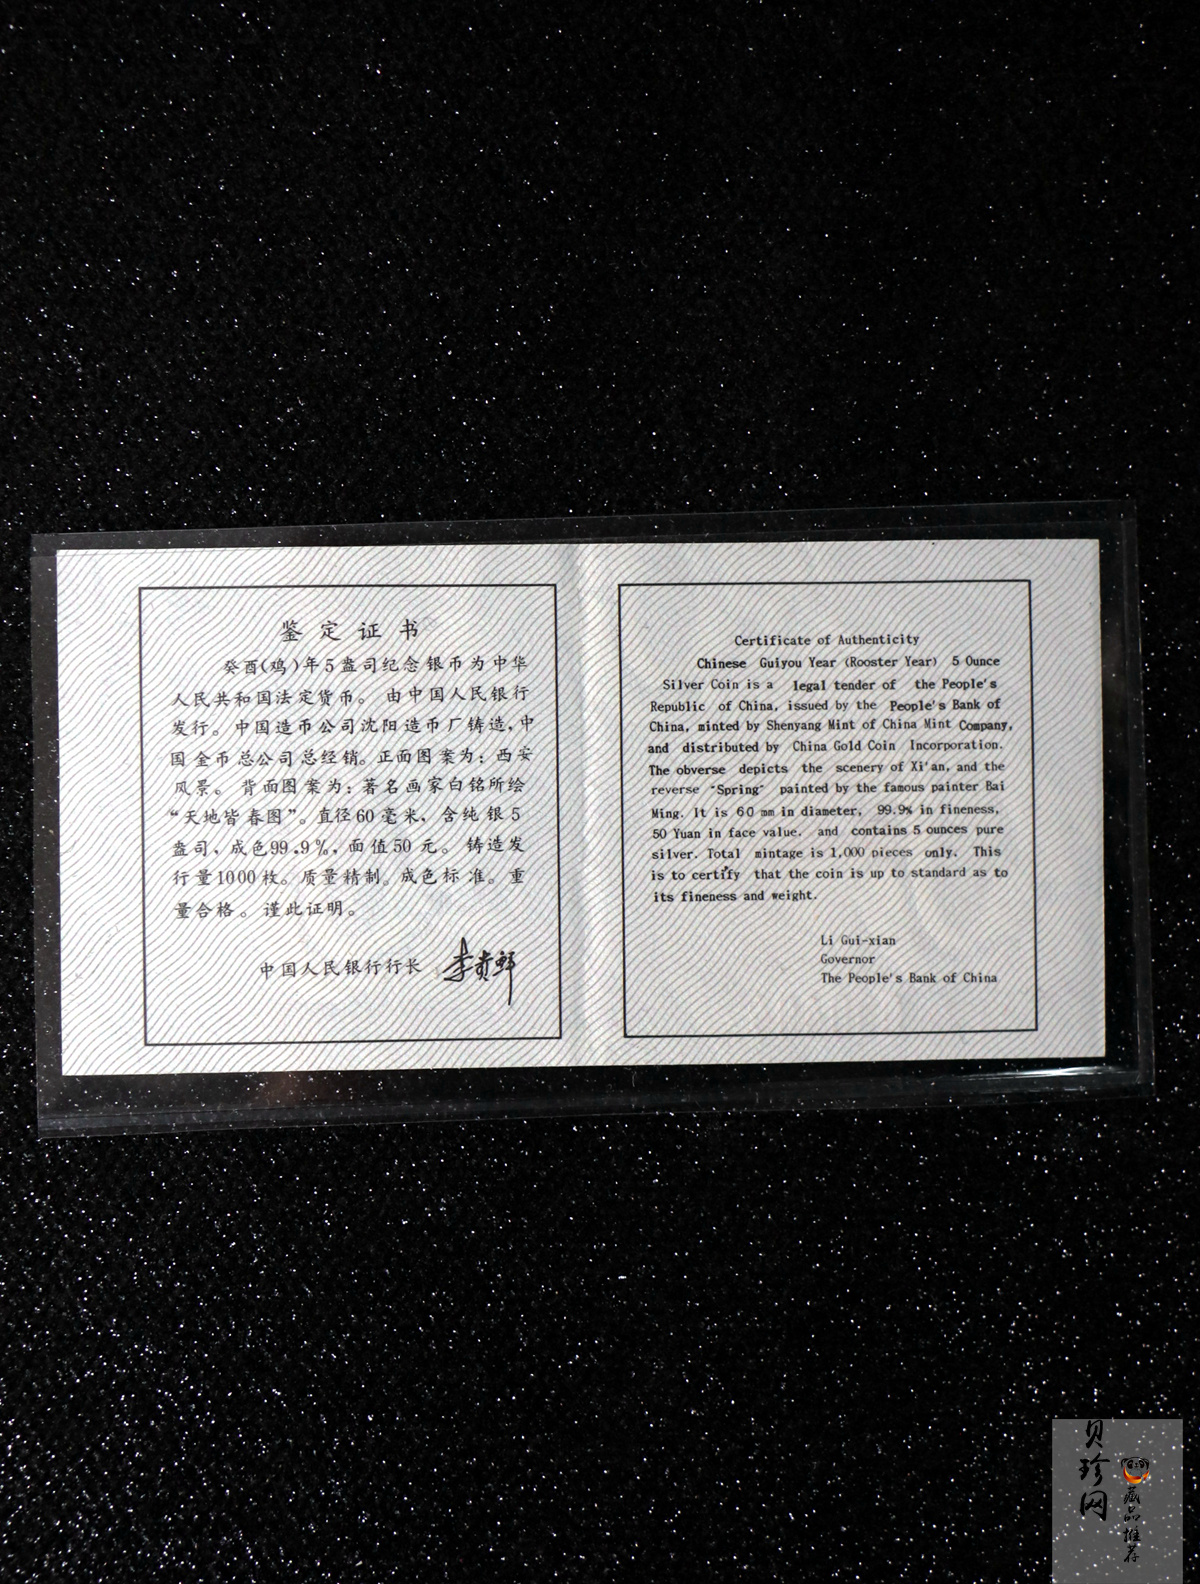 鉴定证书
癸酉(鸡)年5盎司纪念银币为中华
人民共和国法定货币。由中国人民银行
发行。中国造币公司沈阳造币厂铸造,中
国金币总公司总经销。正面图案为:西安
风景。背面图案为:著名画家白铭所绘
“天地皆春图”。直径60毫米,含纯银5
盎司,成色99.9%,面值50元。铸造发
行量1000枚。质量精制。成色标准。重
量合格。谨此证明。
中国人民银行行长 李贵鲜
Certificate of Authenticity
Chinese Guiyou Year (Rooster Year) 5 Ounce
Silver Coin is a legal tender of the People's
Republic of China, issued by the People's Bank of
China, minted by Shenyang Mint of China Mint Company,
and distributed by China Gold Coin Incorporation.
The obverse depicts the scenery of Xi'an, and the
reverse "Spring" painted by the famous painter Bai
Ming. It is 60 mm in diameter, 99.9% in fineness,
50 Yuan in face value. and contains 5 ounces pure
silver. Total mintage is 1,000 pieces only. This
is to certify that the coin is up to standard as to
its fineness and weight.
Li Gui-xian
Governor
The People's Bank of China
贝珍网
藏品推荐